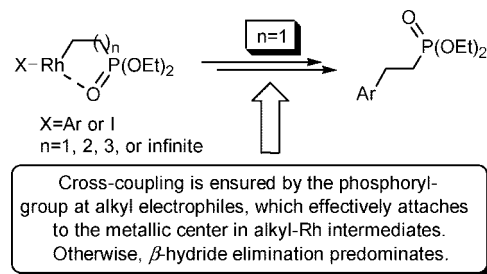 n=1
X-Rh ( )n P(OEt)2 O
O P(OEt)2 Ar
X=Ar or I
n=1, 2, 3, or infinite
Cross-coupling is ensured by the phosphoryl-
group at alkyl electrophiles, which effectively attaches
to the metallic center in alkyl-Rh intermediates.
Otherwise, β-hydride elimination predominates.